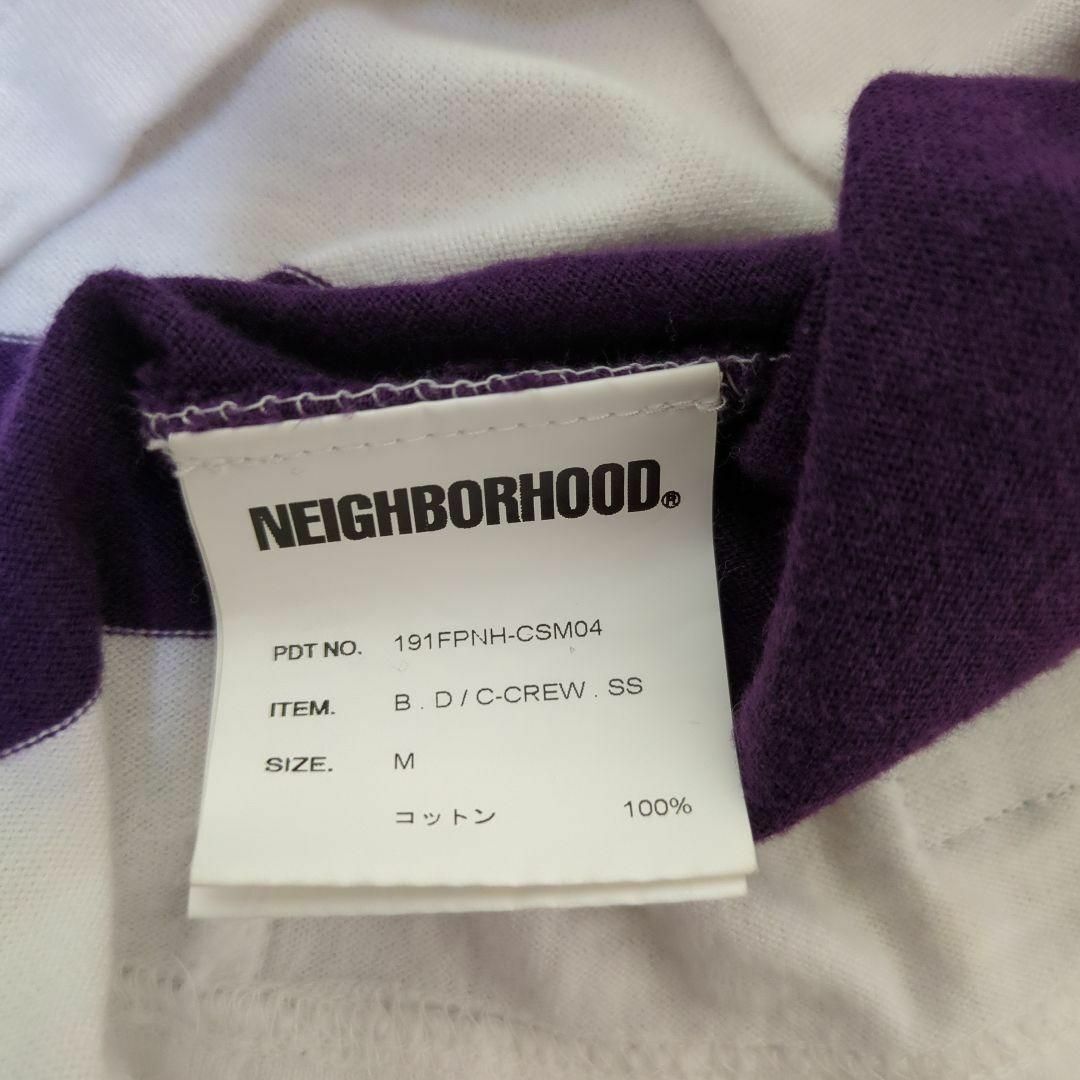 NEIGHBORHOOD.®
PDT NO. 191FPNH-CSM04
ITEM. B . D / C-CREW . SS
SIZE. M
コットン 100%